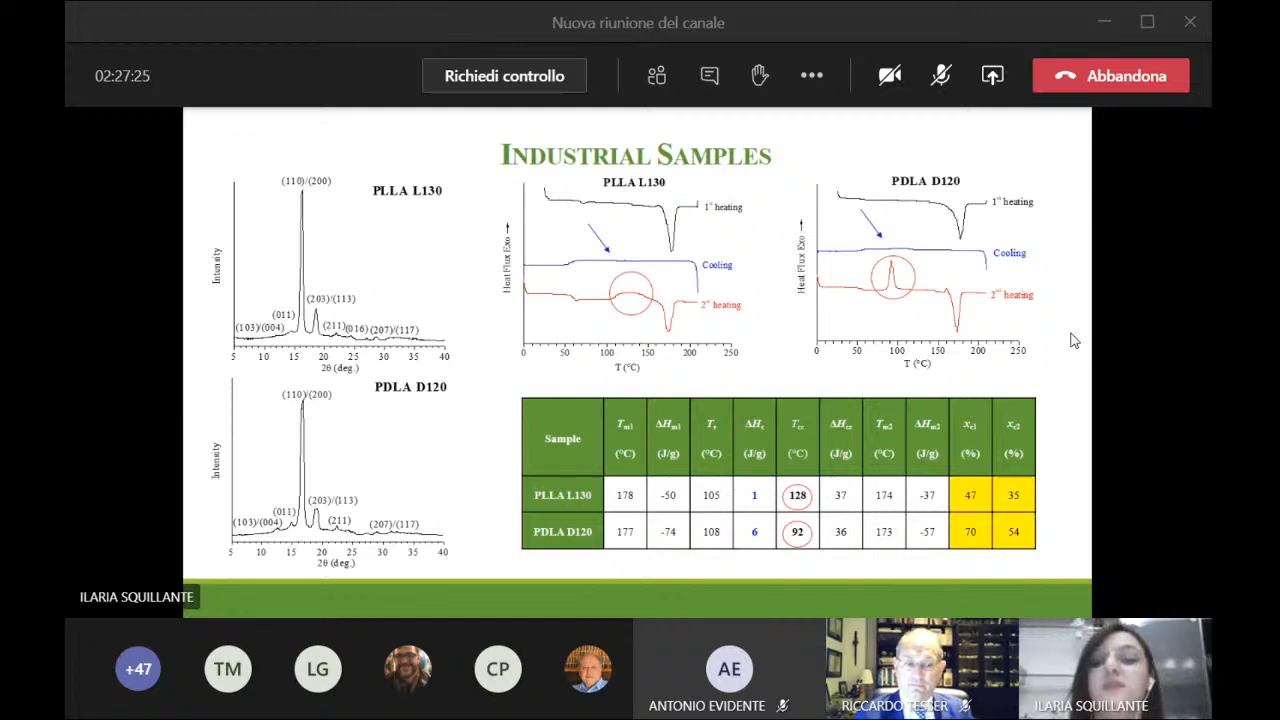 Nuova riunione del canale
02:27:25
Richiedi controllo
Abbandona
INDUSTRIAL SAMPLES
PLLA L130
(110)/(200)
(203)/(113)
(011)
(103)/(004)
(211)
(016)
(207)/(117)
Intensity
5 10 15 20 25 30 35 40
2θ (deg.)
PDLA D120
(110)/(200)
(203)/(113)
(011)
(103)/(004)
(211)
(207)/(117)
Intensity
5 10 15 20 25 30 35 40
2θ (deg.)
PLLA L130
1st heating
Cooling
2st heating
Heat Flux Exo →
0 50 100 150 200 250
T (°C)
PDLA D120
1st heating
Cooling
2nd heating
Heat Flux Exo →
0 50 100 150 200 250
T (°C)
Sample Tm1 (°C) ΔHm1 (J/g) Tc (°C) ΔHc (J/g) Tcc (°C) ΔHcc (J/g) Tm2 (°C) ΔHm2 (J/g) xc1 (%) xc2 (%)
PLLA L130 178 -50 105 1 128 37 174 -37 47 35
PDLA D120 177 -74 108 6 92 36 173 -57 70 54
ILARIA SQUILLANTE
+47
TM
LG
CP
AE
ANTONIO EVIDENTE
RICCARDO TESSER
ILARIA SQUILLANTE